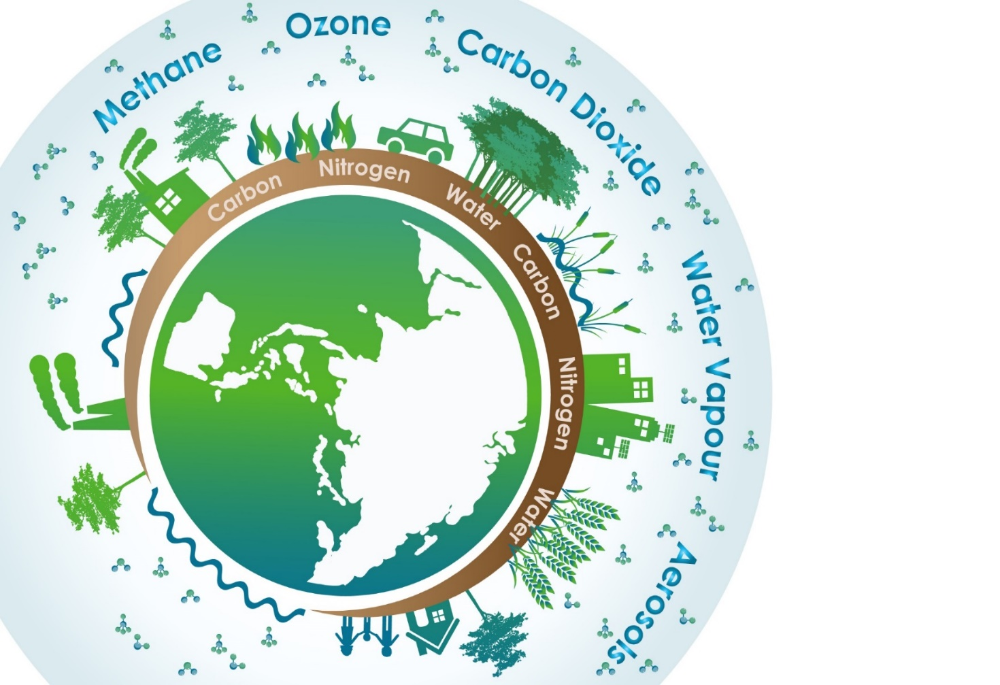 Methane
Ozone
Carbon Dioxide
Water Vapour
Aerosols
Carbon
Nitrogen
Water
Carbon
Nitrogen
Water